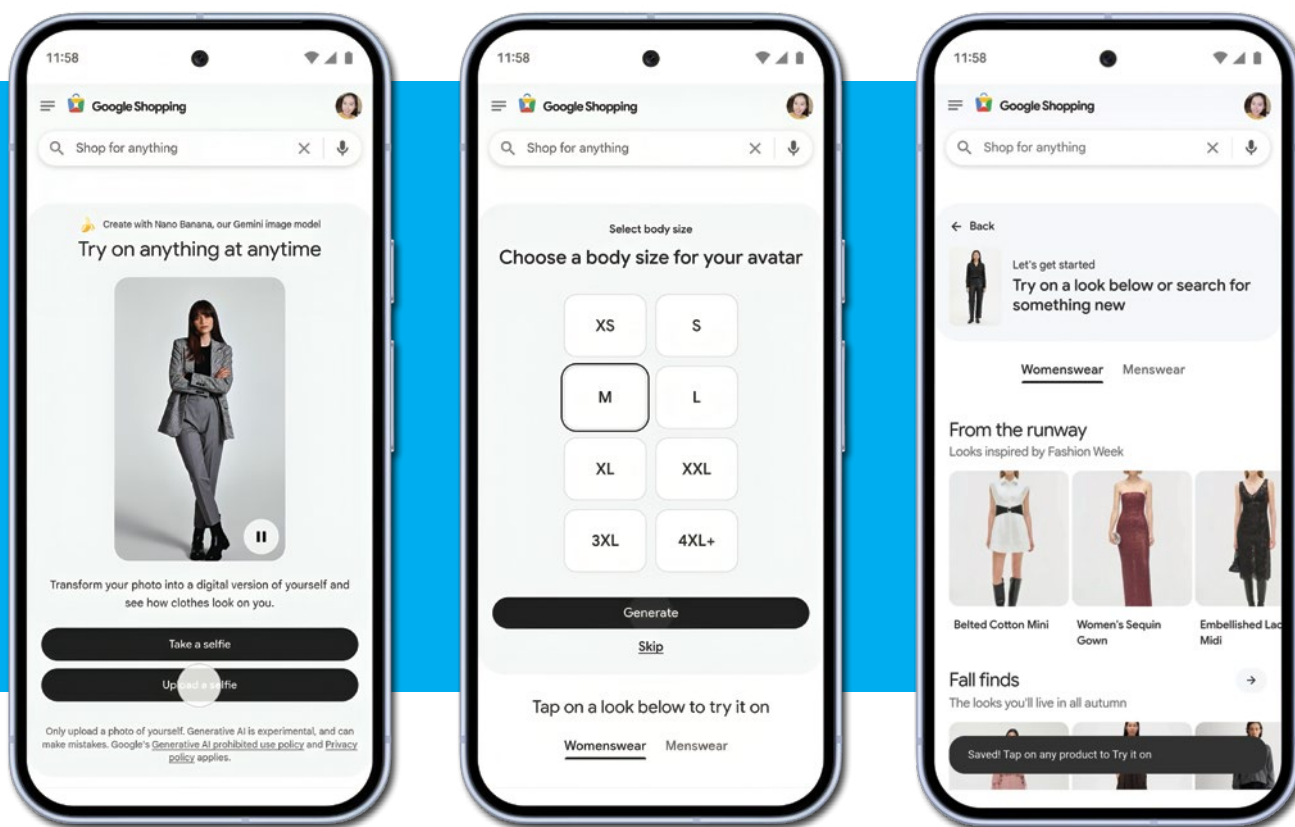 11:58
Google Shopping
Shop for anything
Create with Nano Banana, our Gemini image model
Try on anything at anytime
Transform your photo into a digital version of yourself and
see how clothes look on you.
Take a selfie
Upload a selfie
Only upload a photo of yourself. Generative AI is experimental, and can
make mistakes. Google's Generative AI prohibited use policy and Privacy
policy applies.
11:58
Google Shopping
Shop for anything
Select body size
Choose a body size for your avatar
XS
S
M
L
XL
XXL
3XL
4XL+
Generate
Skip
Tap on a look below to try it on
Womenswear Menswear
11:58
Google Shopping
Shop for anything
Back
Let's get started
Try on a look below or search for
something new
Womenswear Menswear
From the runway
Looks inspired by Fashion Week
Belted Cotton Mini
Women's Sequin
Gown
Embellished Lac
Midi
Fall finds
The looks you'll live in all autumn
Saved! Tap on any product to Try it on